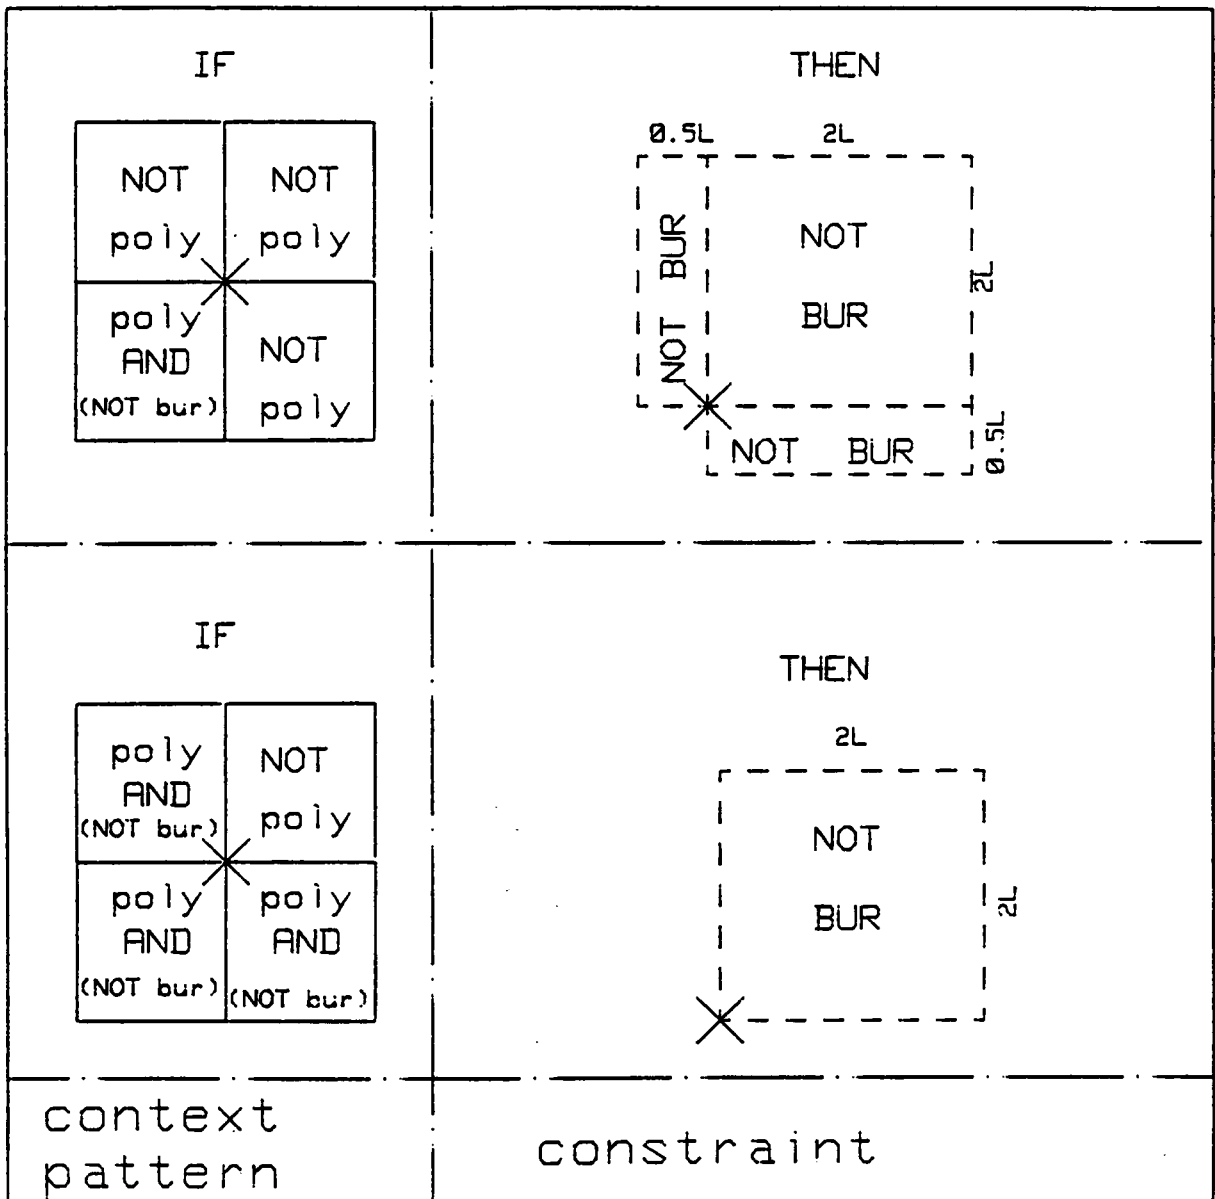 IF
THEN
0.5L 2L
NOT NOT
poly poly
poly
AND
(NOT bur)
NOT
poly
NOT BUR
NOT
BUR
2L
NOT BUR
0.5L
IF
THEN
2L
poly
AND
(NOT bur)
NOT
poly
poly
AND
(NOT bur)
poly
AND
(NOT bur)
NOT
BUR
2L
context
pattern
constraint